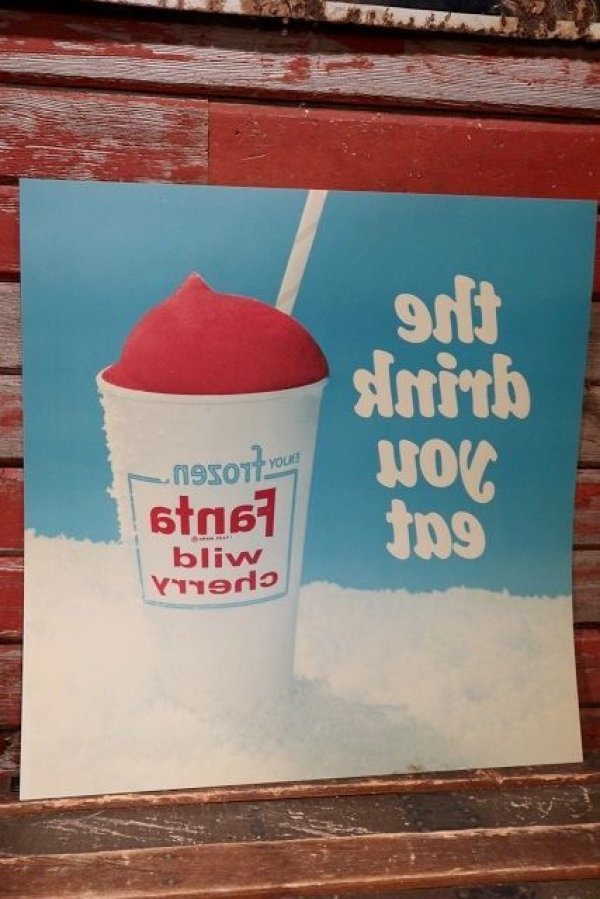 the
drink
you
eat
ENJOY frozen
Fanta
wild
cherry